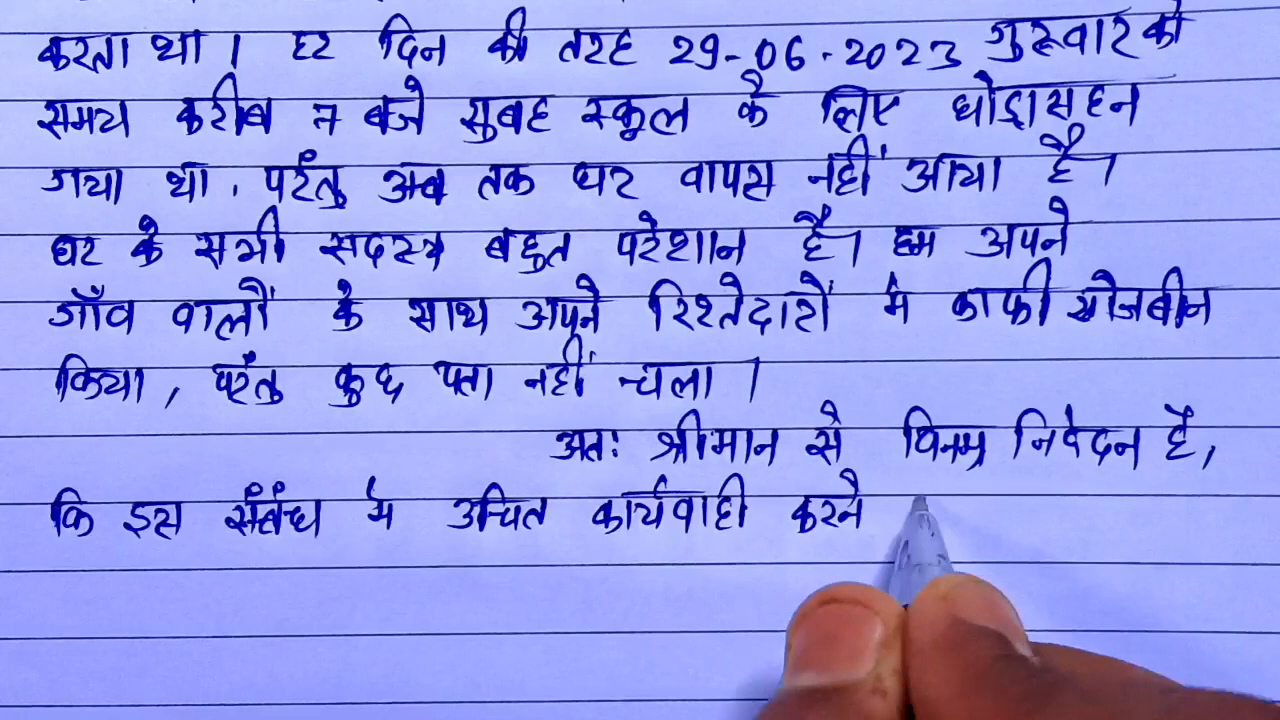 करता था। हर दिन की तरह 29-06-2023 गुरूवार को
समय करीब 7 बजे सुबह स्कूल के लिए घोड़ासहन
गया था, परंतु अब तक घर वापस नहीं आया है।
घर के सभी सदस्य बहुत परेशान है। हम अपने
गाँव वालों के साथ अपने रिश्तेदारों मे काफी खोजबीन
किया, परंतु कुछ पता नहीं चला।
अतः श्रीमान से विनम्र निवेदन है,
कि इस संबंध मे उचित कार्यवाही करने